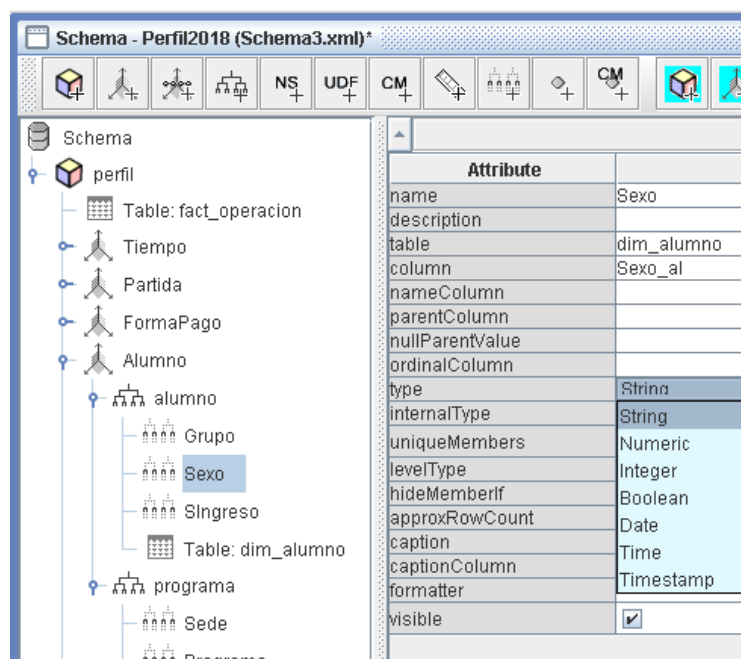 Schema - Perfil2018 (Schema3.xml)*
NS UDF CM CM
Schema
perfil
Table: fact_operacion
Tiempo
Partida
FormaPago
Alumno
alumno
Grupo
Sexo
SIngreso
Table: dim_alumno
programa
Sede
Programa
Attribute
name Sexo
description
table dim_alumno
column Sexo_al
nameColumn
parentColumn
nullParentValue
ordinalColumn
type String
internalType
uniqueMembers
levelType
hideMemberIf
approxRowCount
caption
captionColumn
formatter
visible
String
Numeric
Integer
Boolean
Date
Time
Timestamp